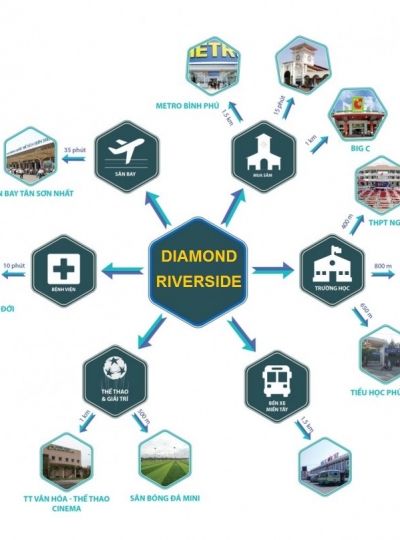 METR
METRO BÌNH PHÚ
1.5 km
15 phút
1 km
BIG C
35 phút
SÂN BAY
MUA SẮM
N BAY TÂN SƠN NHẤT
400 m
THPT NG
DIAMOND
RIVERSIDE
10 phút
BỆNH VIỆN
TRƯỜNG HỌC
800 m
ĐỚI
650 m
TIỂU HỌC PHÚ
THỂ THAO
& GIẢI TRÍ
BẾN XE
MIỀN TÂY
1 km
500 m
1.5 km
TT VĂN HÓA - THỂ THAO
CINEMA
SÂN BÓNG ĐÁ MINI